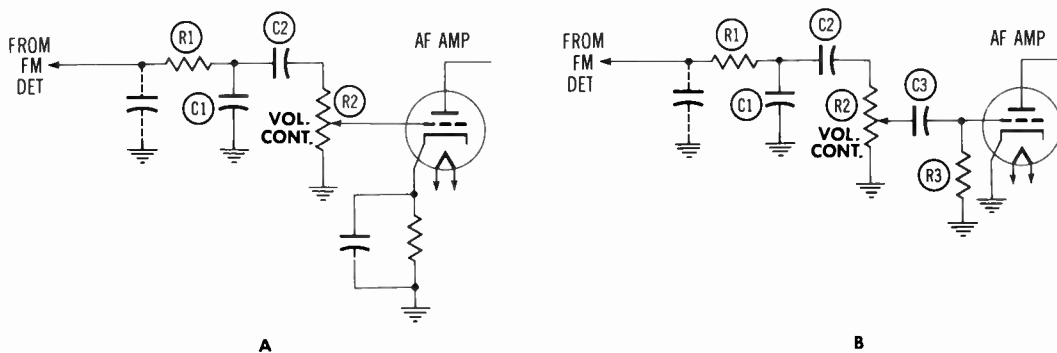 FROM
FM
DET
R1
C2
C1
R2
VOL.
CONT.
AF AMP
A
FROM
FM
DET
R1
C2
C1
R2
VOL.
CONT.
C3
R3
AF AMP
B